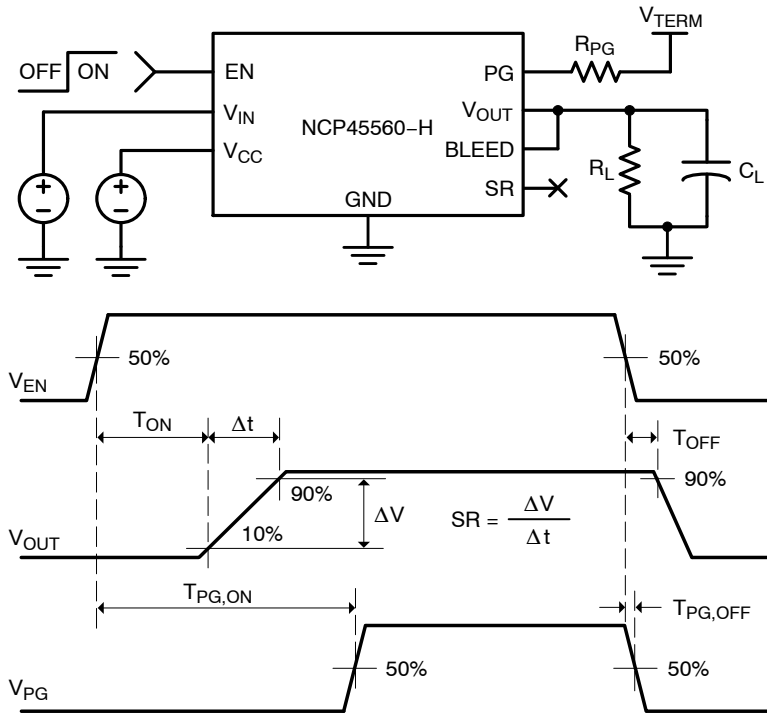 V_TERM
R_PG
OFF ON
EN
PG
V_IN
V_OUT
NCP45560−H
V_CC
BLEED
R_L
C_L
SR
GND
+
−
+
−
50%
50%
V_EN
T_ON
Δt
T_OFF
90%
90%
ΔV
SR = ΔV / Δt
10%
V_OUT
T_PG,ON
T_PG,OFF
50%
50%
V_PG